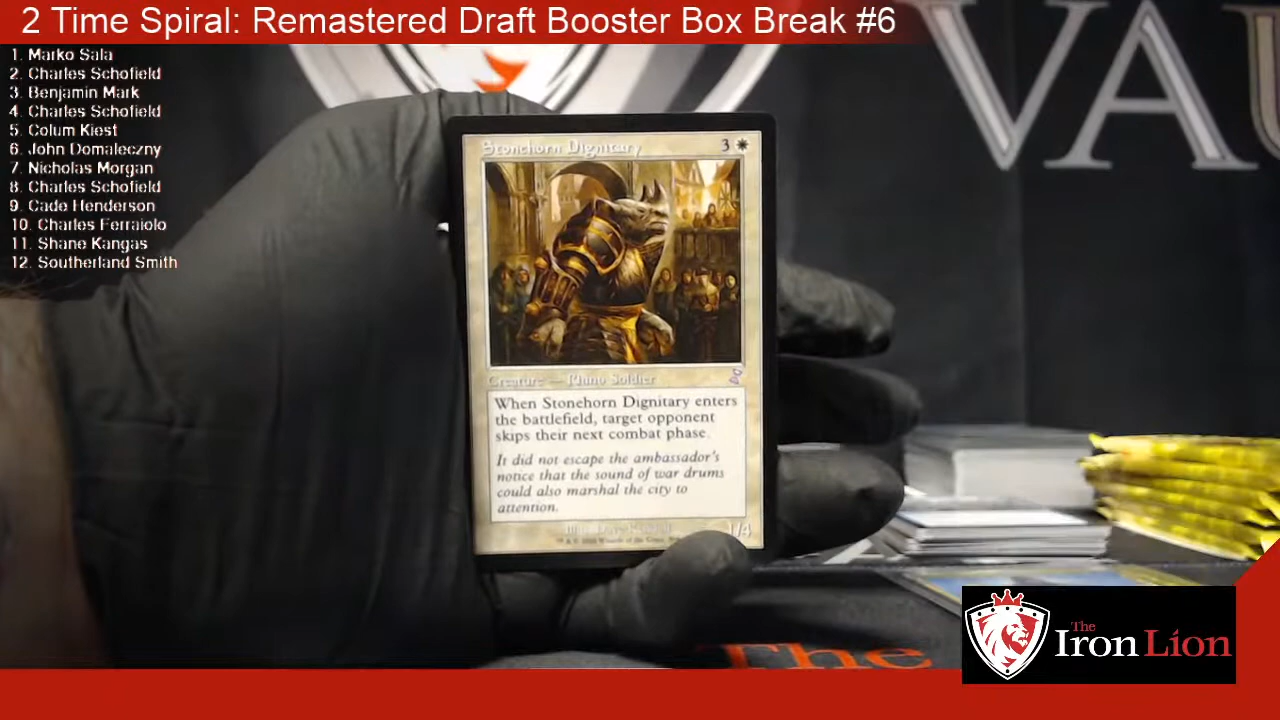 2 Time Spiral: Remastered Draft Booster Box Break #6
1. Marko Sala
2. Charles Schofield
3. Benjamin Mark
4. Charles Schofield
5. Colum Kiest
6. John Domaleczny
7. Nicholas Morgan
8. Charles Schofield
9. Cade Henderson
10. Charles Ferraiolo
11. Shane Kangas
12. Southerland Smith
VAU
Stonehorn Dignitary 3
Creature — Rhino Soldier
When Stonehorn Dignitary enters
the battlefield, target opponent
skips their next combat phase.
It did not escape the ambassador's
notice that the sound of war drums
could also marshal the city to
attention.
1/4
The
The
Iron Lion